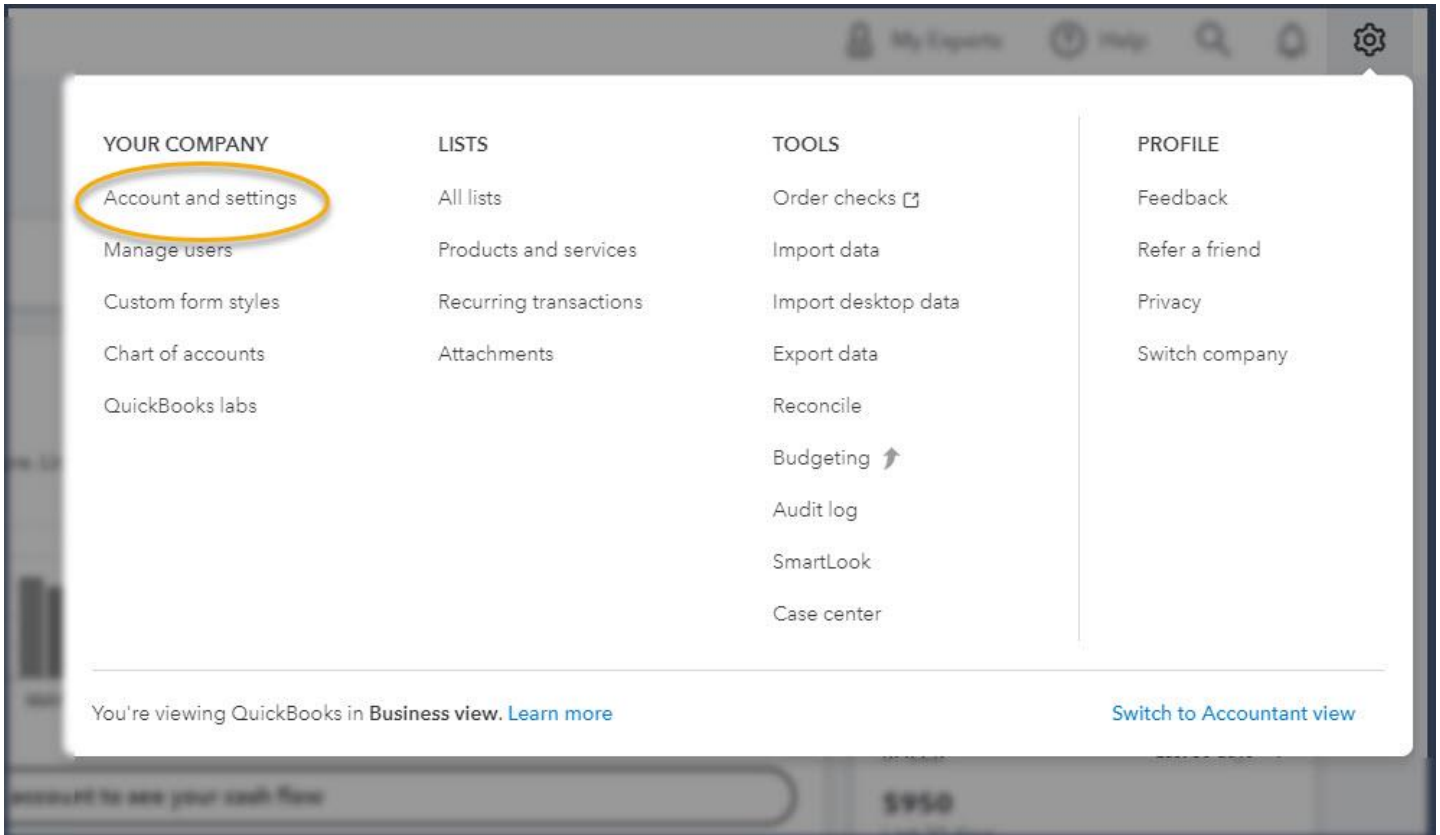 My Experts
Help
YOUR COMPANY
Account and settings
Manage users
Custom form styles
Chart of accounts
QuickBooks labs
LISTS
All lists
Products and services
Recurring transactions
Attachments
TOOLS
Order checks
Import data
Import desktop data
Export data
Reconcile
Budgeting
Audit log
SmartLook
Case center
PROFILE
Feedback
Refer a friend
Privacy
Switch company
You're viewing QuickBooks in Business view. Learn more
Switch to Accountant view
account to see your cash flow
$950